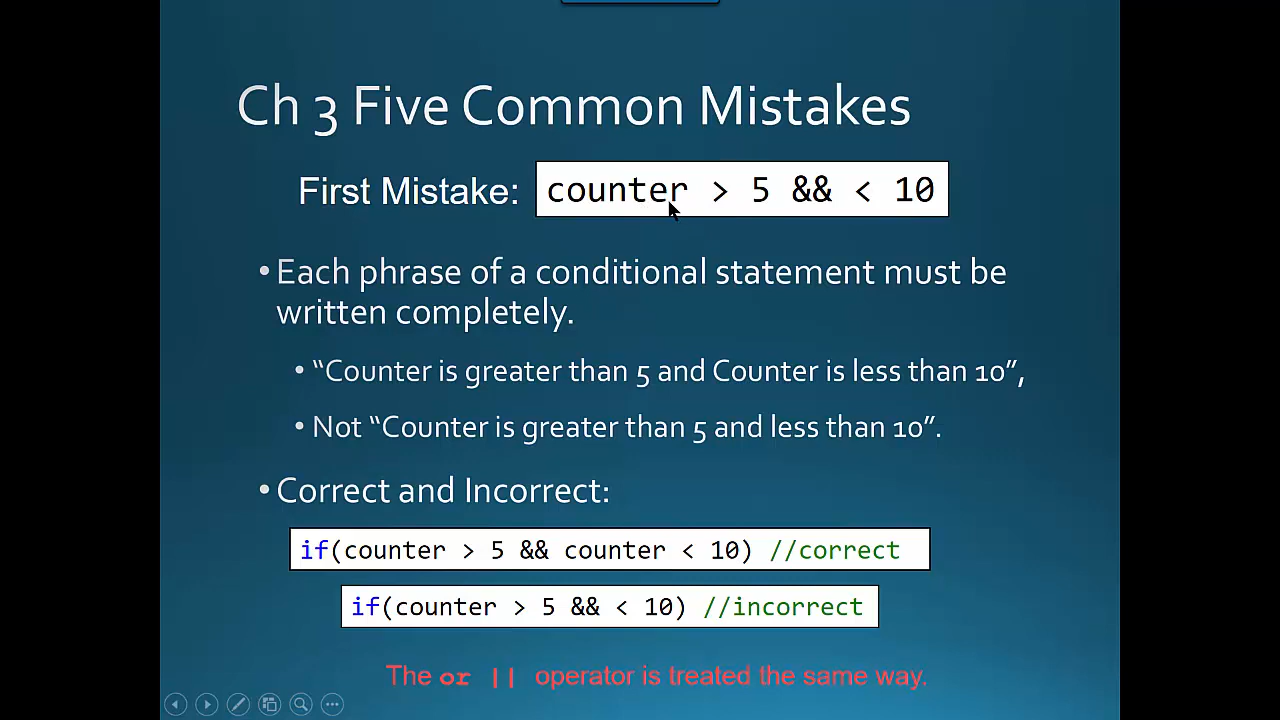 Ch 3 Five Common Mistakes
First Mistake: counter > 5 && < 10
•Each phrase of a conditional statement must be
written completely.
• “Counter is greater than 5 and Counter is less than 10”,
• Not “Counter is greater than 5 and less than 10”.
•Correct and Incorrect:
if(counter > 5 && counter < 10) //correct
if(counter > 5 && < 10) //incorrect
The or || operator is treated the same way.